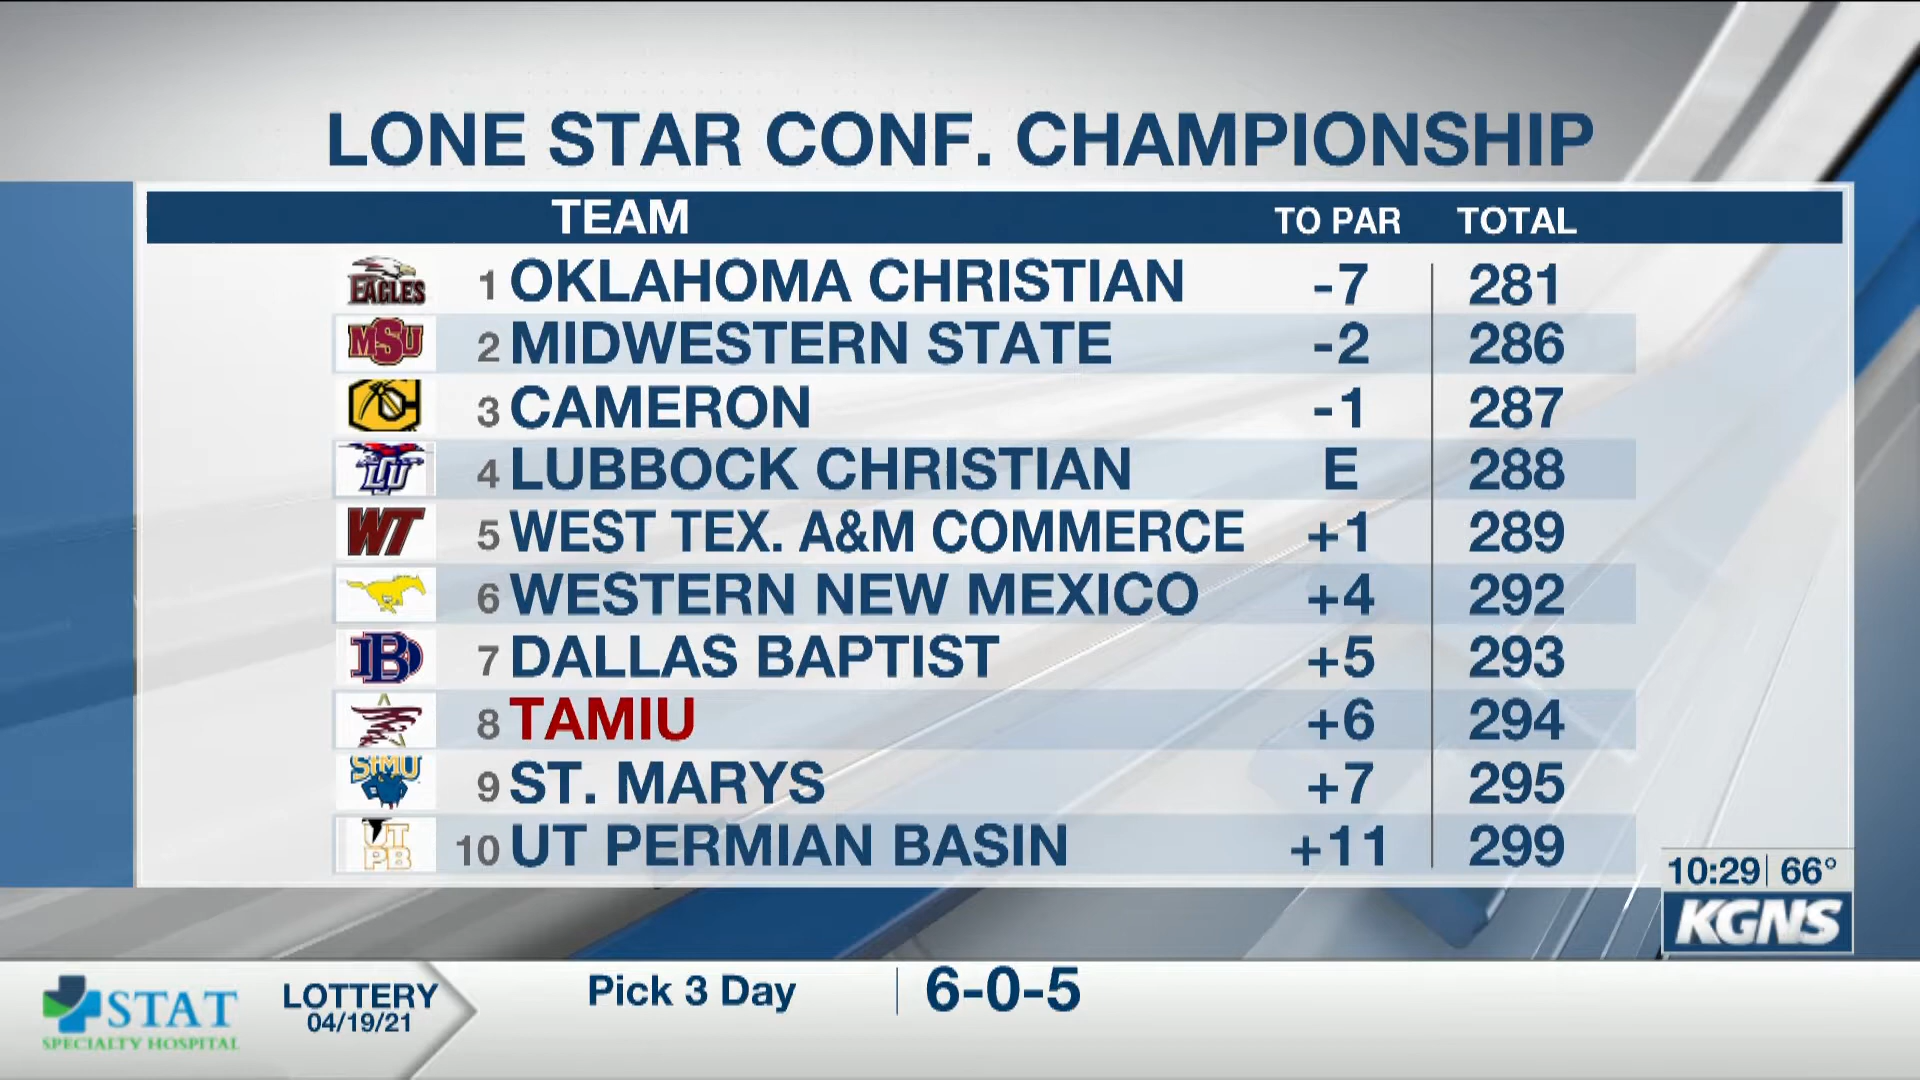 LONE STAR CONF. CHAMPIONSHIP
TEAM TO PAR TOTAL
EAGLES 1 OKLAHOMA CHRISTIAN -7 281
MSU 2 MIDWESTERN STATE -2 286
C 3 CAMERON -1 287
LCU 4 LUBBOCK CHRISTIAN E 288
WT 5 WEST TEX. A&M COMMERCE +1 289
6 WESTERN NEW MEXICO +4 292
DB 7 DALLAS BAPTIST +5 293
8 TAMIU +6 294
StMU 9 ST. MARYS +7 295
UTPB 10 UT PERMIAN BASIN +11 299
10:29 66°
KGNS
STAT
SPECIALTY HOSPITAL
LOTTERY
04/19/21
Pick 3 Day 6-0-5